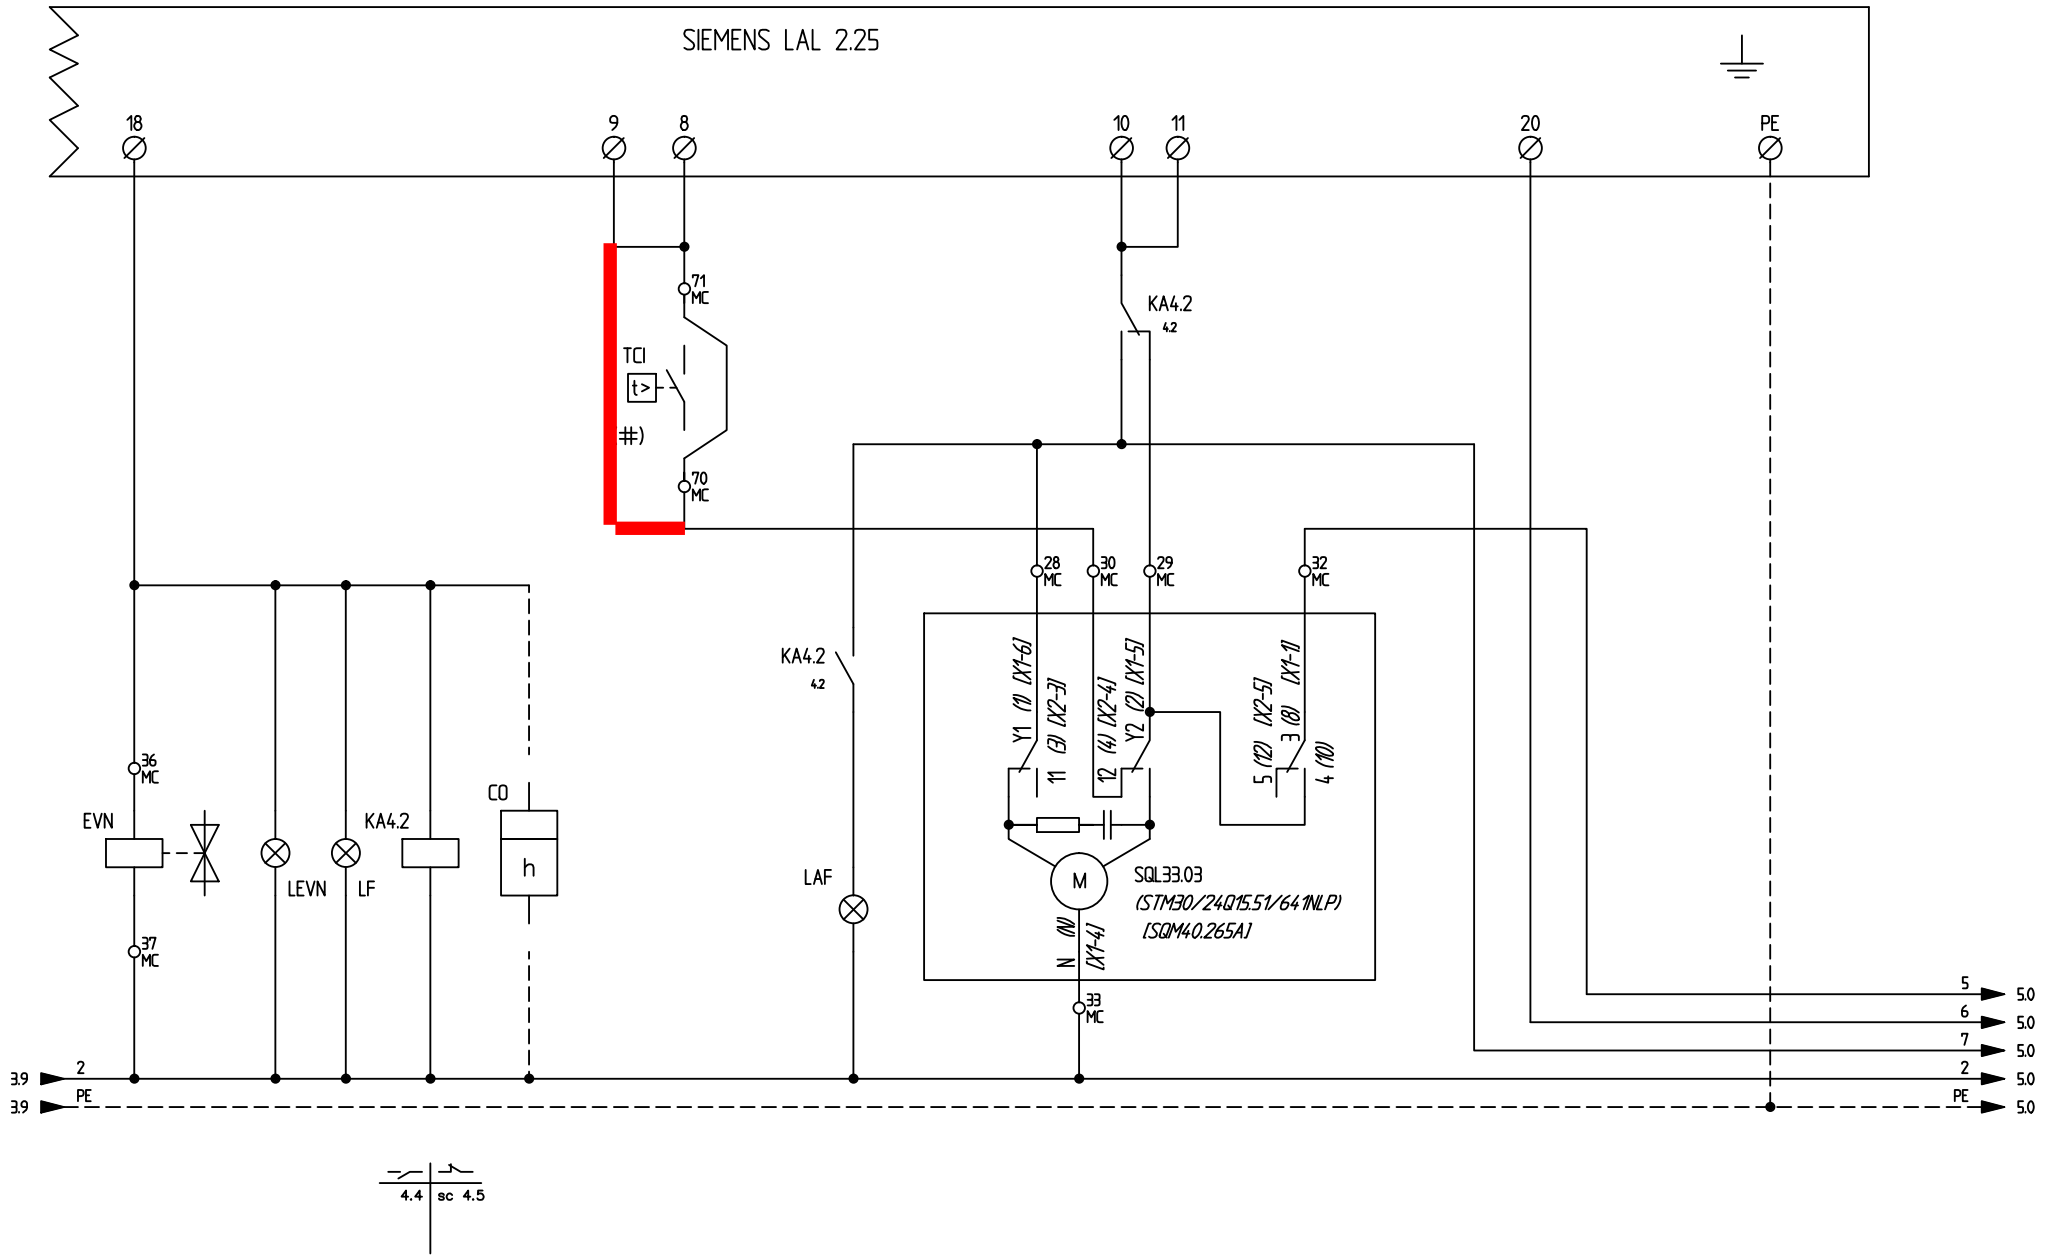 SIEMENS LAL 2.25
18
9
8
10
11
20
PE
71
MC
KA4.2
4.2
TCI
t>
#)
70
MC
28
MC
30
MC
29
MC
32
MC
Y1 (1) [X1-6]
11 (3) [X2-3]
12 (4) [X2-4]
Y2 (2) [X1-5]
5 (12) [X2-5]
3 (8) [X1-1]
4 (10)
KA4.2
4.2
36
MC
EVN
LEVN
LF
KA4.2
CO
h
LAF
M
SQL33.03
(STM30/24Q15.51/641NLP)
[SQM40.265A]
N (N)
[X1-4]
37
MC
33
MC
5
5.0
6
5.0
7
5.0
3.9
2
2
5.0
3.9
PE
PE
5.0
4.4
sc 4.5